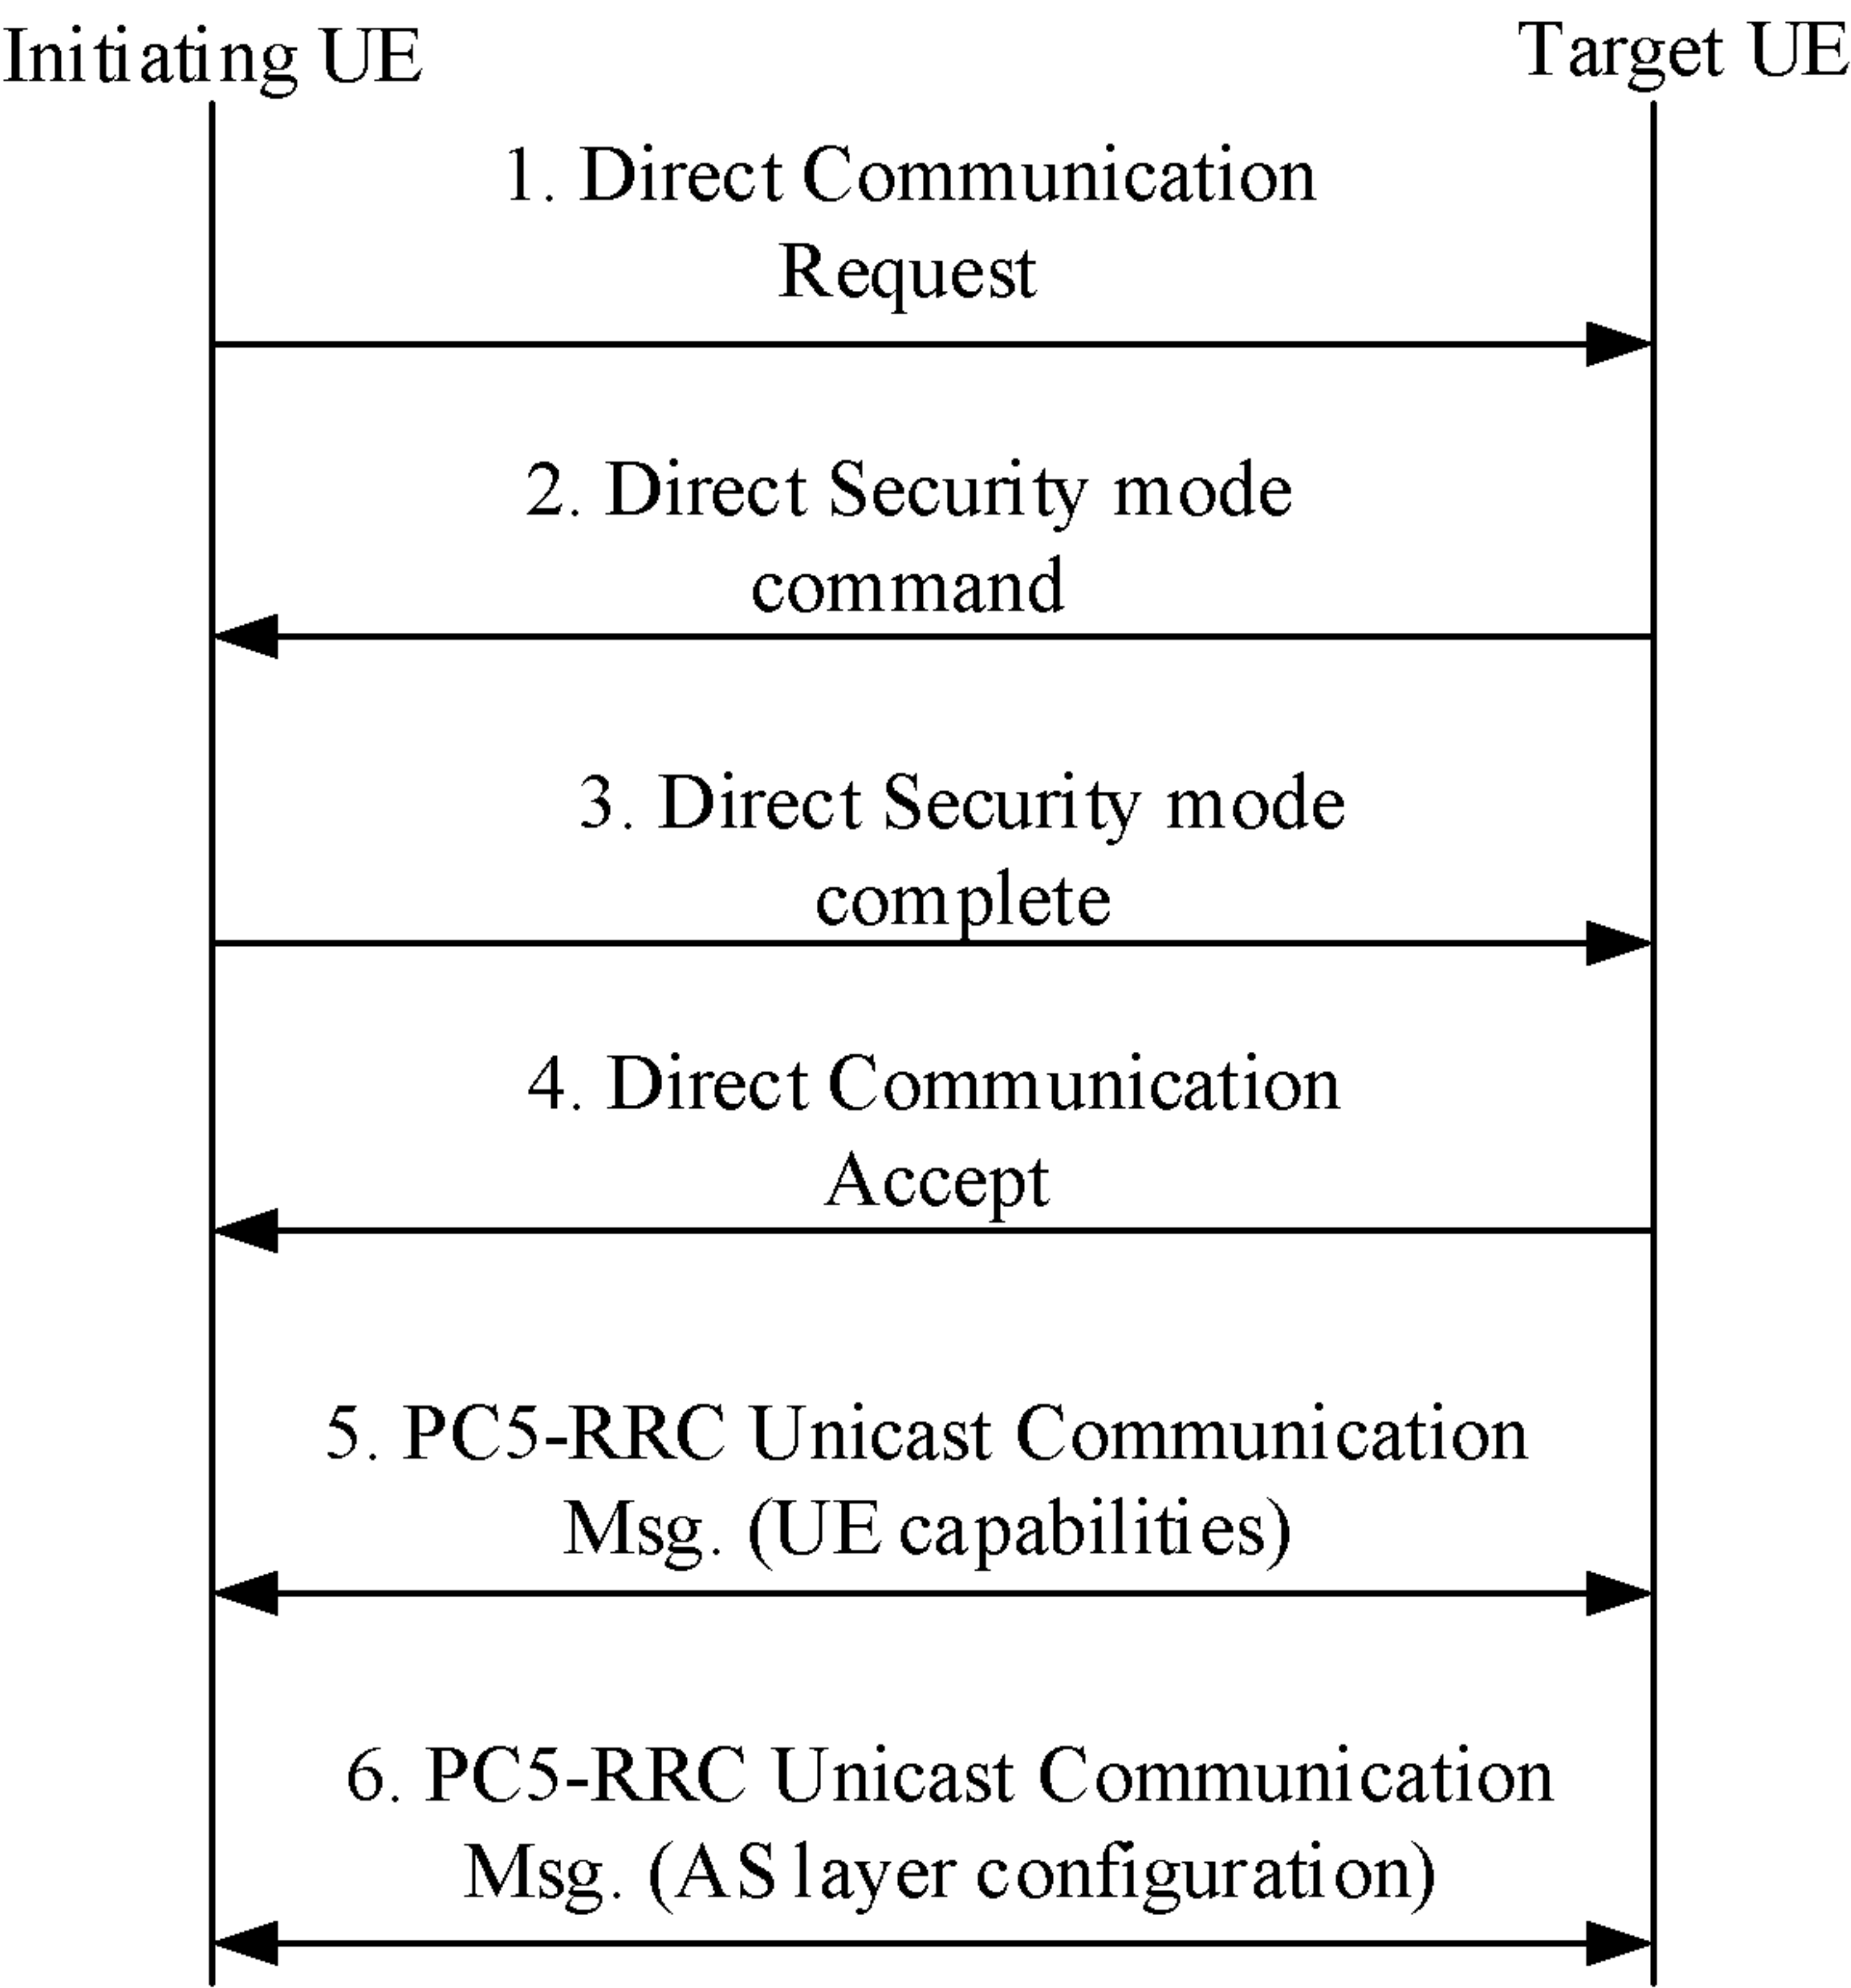 Initiating UE
Target UE
1. Direct Communication
Request
2. Direct Security mode
command
3. Direct Security mode
complete
4. Direct Communication
Accept
5. PC5-RRC Unicast Communication
Msg. (UE capabilities)
6. PC5-RRC Unicast Communication
Msg. (AS layer configuration)